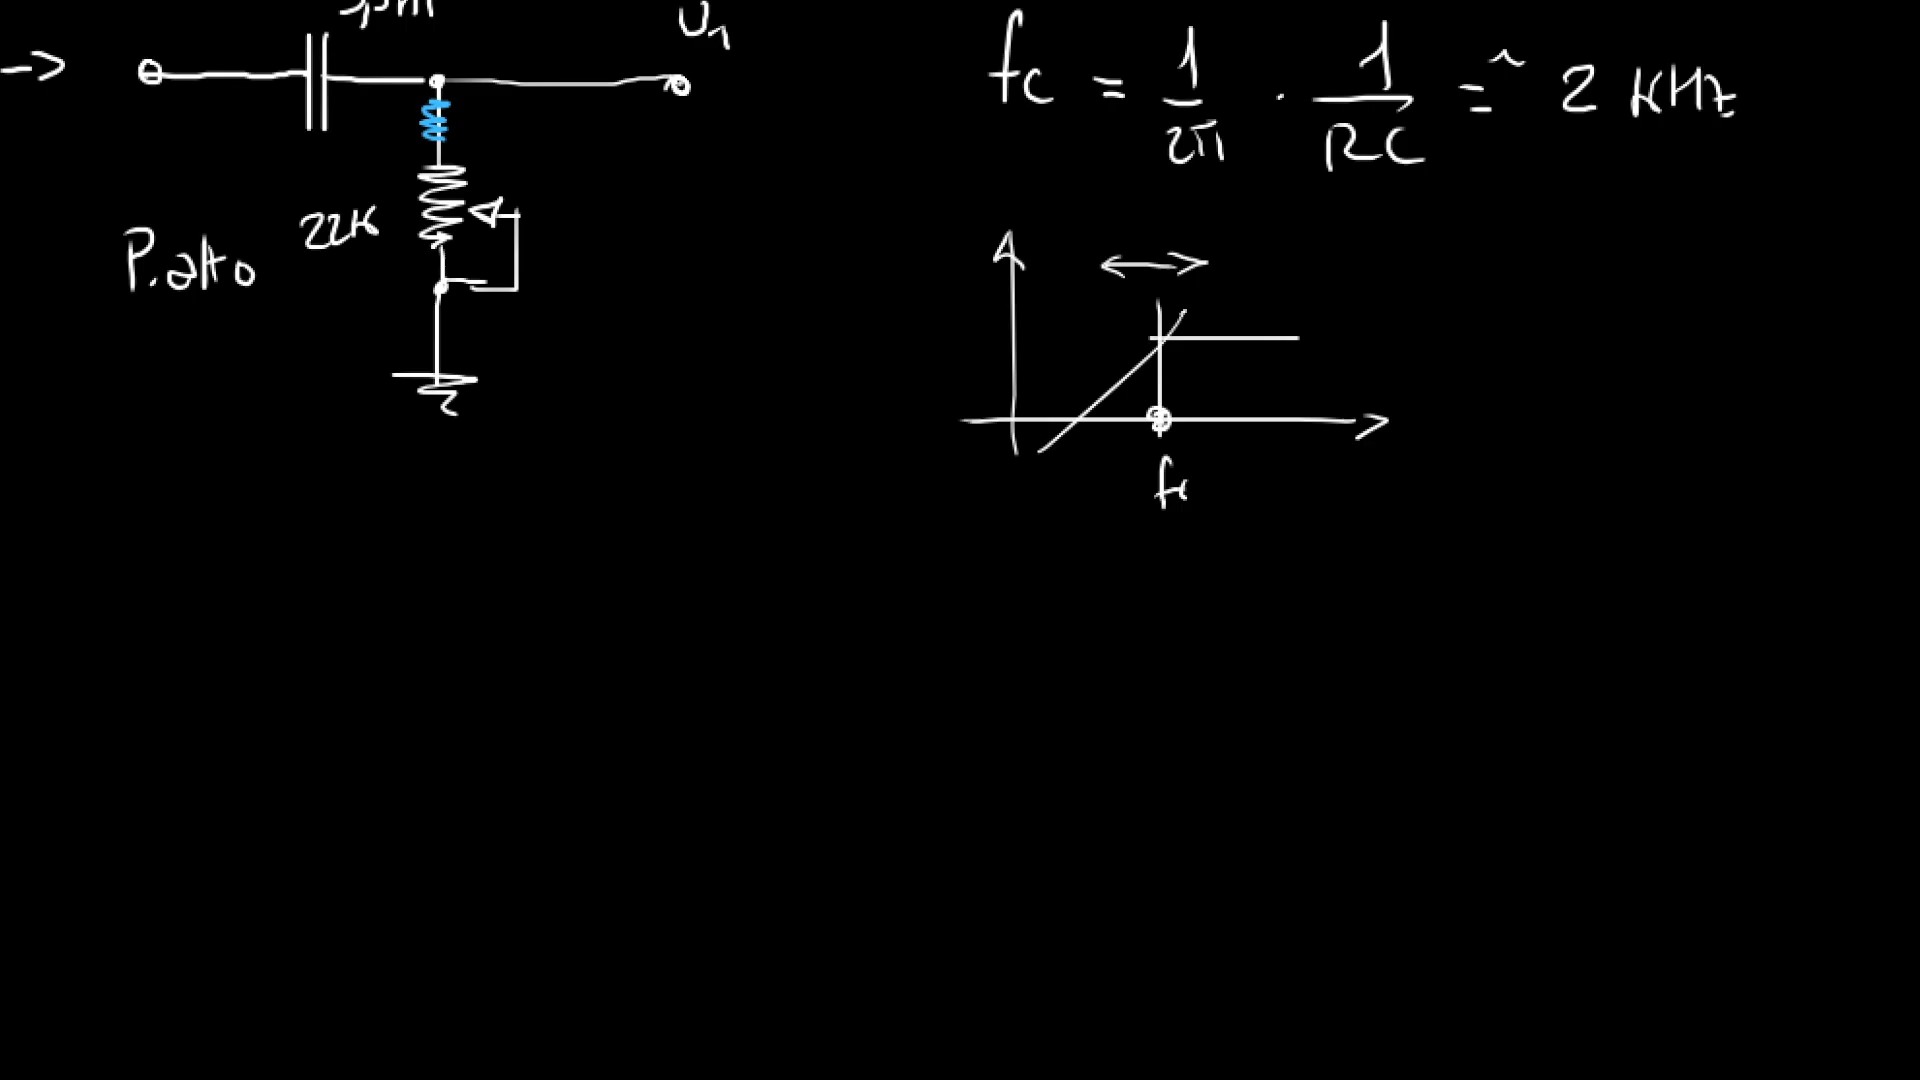 U1
fc = 1/2π · 1/RC ≅ 2 KHz
22K
P.alto
fc